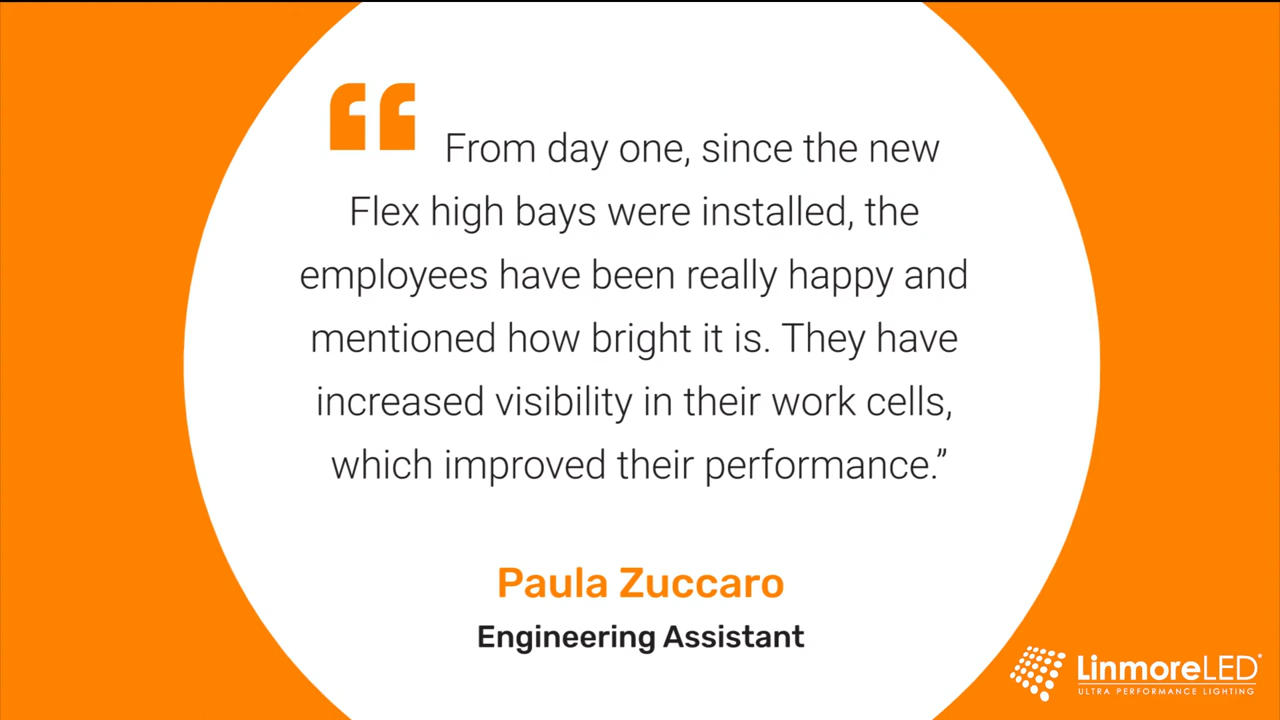 “ From day one, since the new
Flex high bays were installed, the
employees have been really happy and
mentioned how bright it is. They have
increased visibility in their work cells,
which improved their performance.”
Paula Zuccaro
Engineering Assistant
LinmoreLED
ULTRA PERFORMANCE LIGHTING